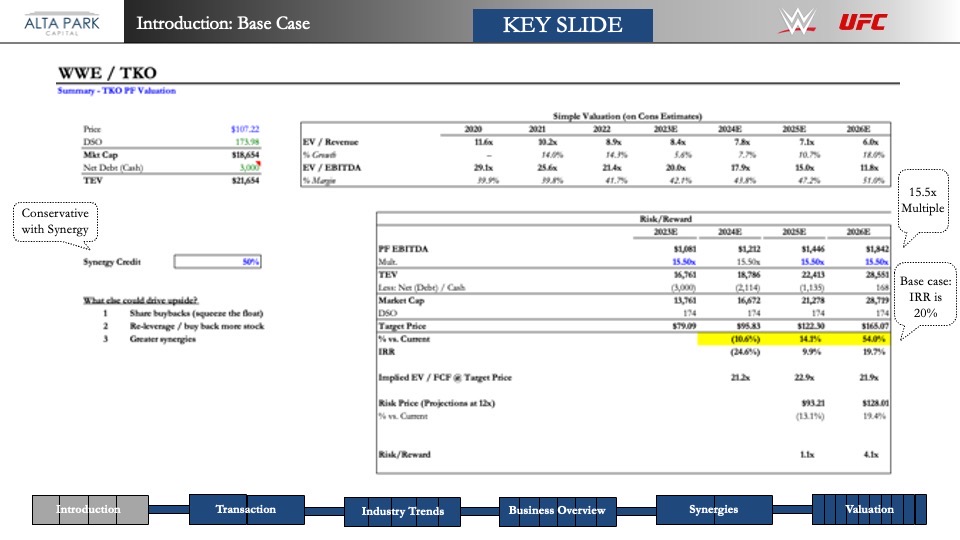 ALTA PARK
CAPITAL
Introduction: Base Case
KEY SLIDE
UFC
WWE / TKO
Summary - TKO PF Valuation
Price $107.22
DSO 173.98
Mkt Cap $18,654
Net Debt (Cash) 3,000
TEV $21,654
Simple Valuation (on Cons Estimates)
2020 2021 2022 2023E 2024E 2025E 2026E
EV / Revenue 11.6x 10.2x 8.9x 8.4x 7.8x 7.1x 6.0x
% Growth – 14.0% 14.3% 5.6% 7.7% 10.7% 18.0%
EV / EBITDA 29.1x 25.6x 21.4x 20.0x 17.9x 15.0x 11.8x
% Margin 39.9% 39.8% 41.7% 42.1% 43.8% 47.2% 51.0%
15.5x
Multiple
Conservative
with Synergy
Synergy Credit 50%
What else could drive upside?
1 Share buybacks (squeeze the float)
2 Re-leverage / buy back more stock
3 Greater synergies
Risk/Reward
2023E 2024E 2025E 2026E
PF EBITDA $1,081 $1,212 $1,446 $1,842
Mult. 15.50x 15.50x 15.50x 15.50x
TEV 16,761 18,786 22,413 28,551
Less: Net (Debt) / Cash (3,000) (2,114) (1,135) 168
Market Cap 13,761 16,672 21,278 28,719
DSO 174 174 174 174
Target Price $79.09 $95.83 $122.30 $165.07
% vs. Current (10.6%) 14.1% 54.0%
IRR (24.6%) 9.9% 19.7%
Implied EV / FCF @ Target Price 21.2x 22.9x 21.9x
Risk Price (Projections at 12x) $93.21 $128.01
% vs. Current (13.1%) 19.4%
Risk/Reward 1.1x 4.1x
Base case:
IRR is
20%
Introduction
Transaction
Industry Trends
Business Overview
Synergies
Valuation